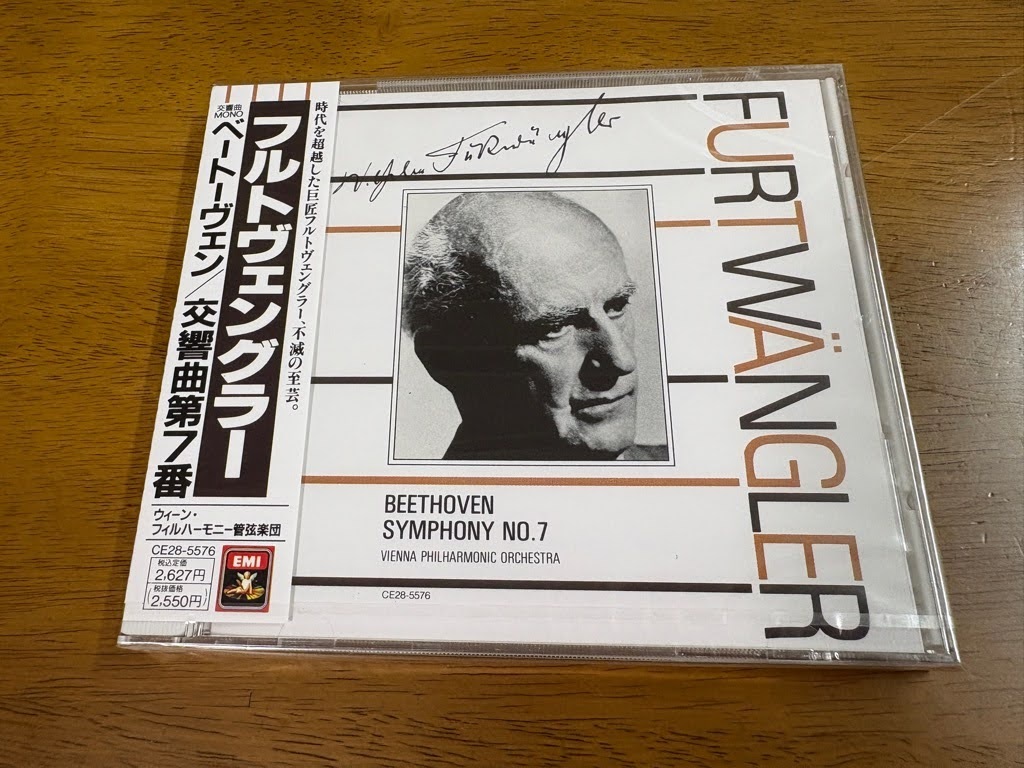 交響曲
MONO
フルトヴェングラー
ベートーヴェン/交響曲第7番
時代を超越した巨匠フルトヴェングラー、不滅の至芸。
ウィーン・
フィルハーモニー管弦楽団
CE28-5576
税込定価
2,627円
税抜価格
(2,550円)
EMI
Wilhelm Furtwängler
FURTWÄNGLER
BEETHOVEN
SYMPHONY NO.7
VIENNA PHILHARMONIC ORCHESTRA
CE28-5576